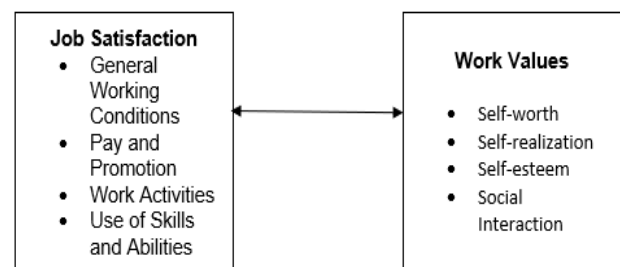 Job Satisfaction
• General
Working
Conditions
• Pay and
Promotion
• Work Activities
• Use of Skills
and Abilities
Work Values
• Self-worth
• Self-realization
• Self-esteem
• Social
Interaction